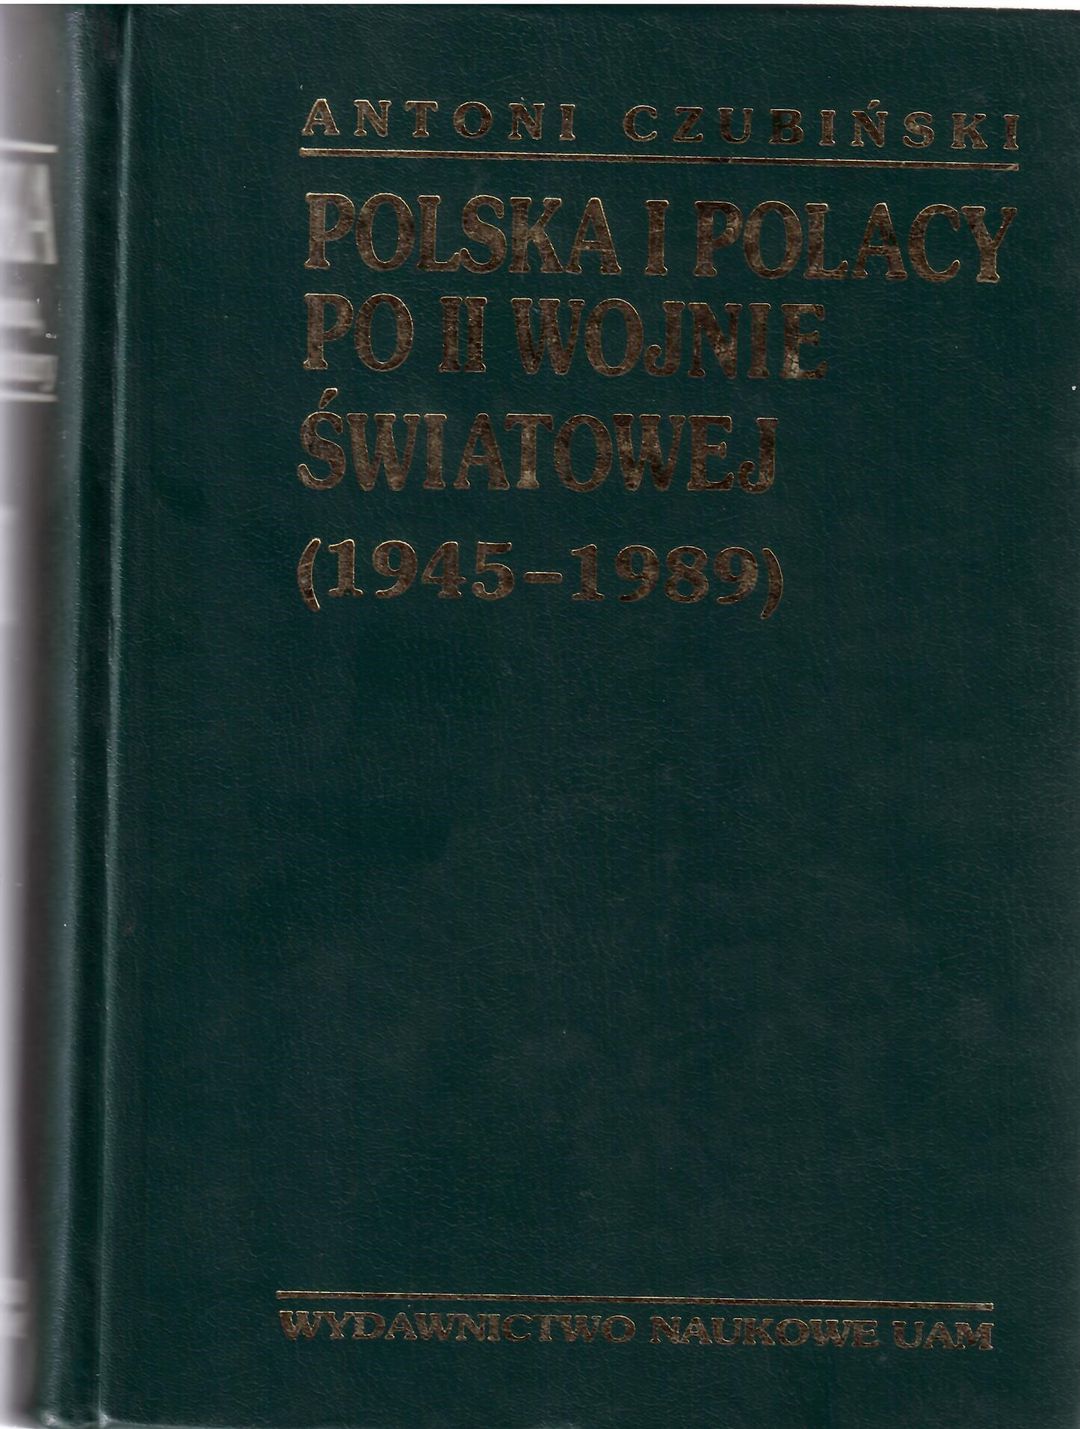 ANTONI CZUBIŃSKI
POLSKA I POLACY
PO II WOJNIE
ŚWIATOWEJ
(1945–1989)
WYDAWNICTWO NAUKOWE UAM